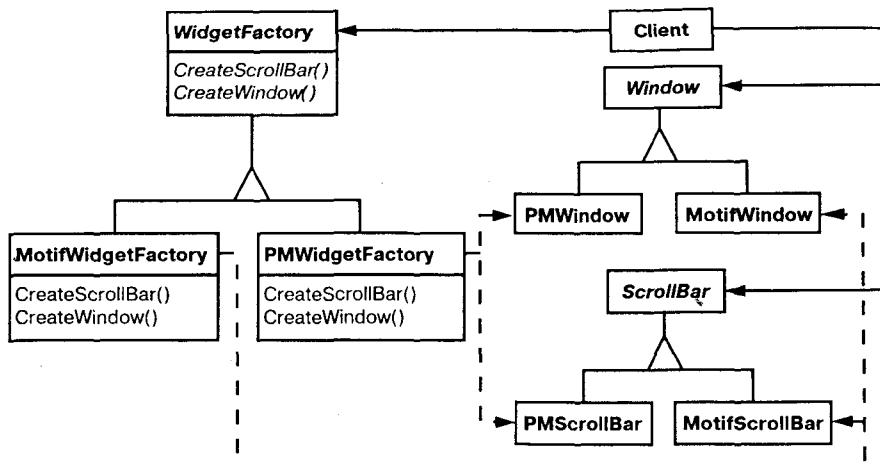 WidgetFactory
CreateScrollBar()
CreateWindow()
Client
Window
PMWindow
MotifWindow
MotifWidgetFactory
CreateScrollBar()
CreateWindow()
PMWidgetFactory
CreateScrollBar()
CreateWindow()
ScrollBar
PMScrollBar
MotifScrollBar